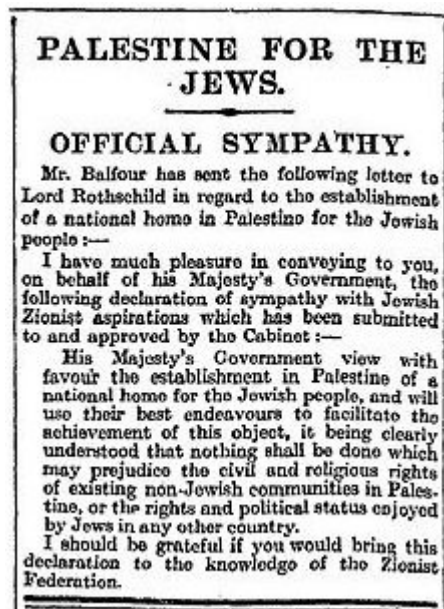 PALESTINE FOR THE
JEWS.
OFFICIAL SYMPATHY.
Mr. Balfour has sent the following letter to
Lord Rothschild in regard to the establishment
of a national home in Palestine for the Jewish
people :—
I have much pleasure in conveying to you,
on behalf of his Majesty's Government, the
following declaration of sympathy with Jewish
Zionist aspirations which has been submitted
to and approved by the Cabinet :—
His Majesty's Government view with
favour the establishment in Palestine of a
national home for the Jewish people, and will
use their best endeavours to facilitate the
achievement of this object, it being clearly
understood that nothing shall be done which
may prejudice the civil and religious rights
of existing non-Jewish communities in Pales-
tine, or the rights and political status enjoyed
by Jews in any other country.
I should be grateful if you would bring this
declaration to the knowledge of the Zionist
Federation.